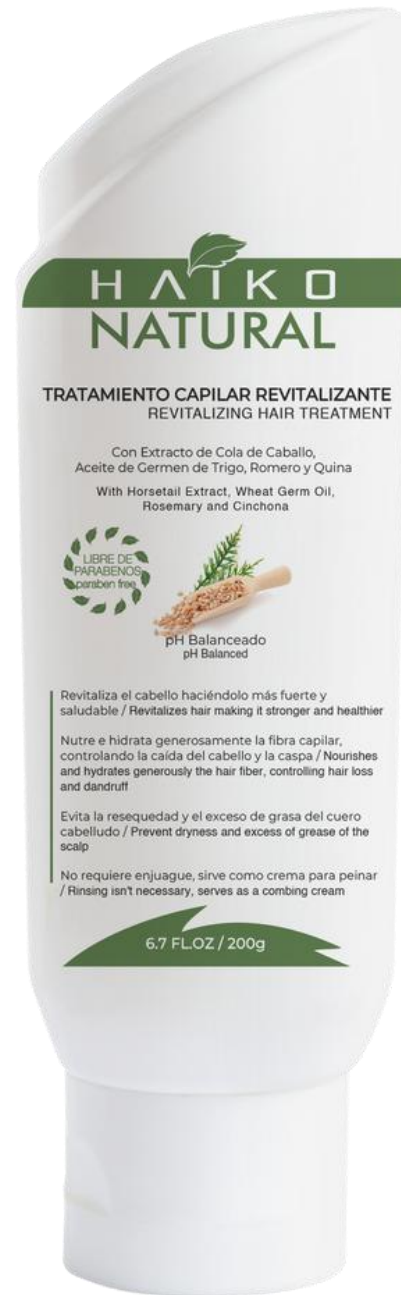 HAIKO
NATURAL
TRATAMIENTO CAPILAR REVITALIZANTE
REVITALIZING HAIR TREATMENT
Con Extracto de Cola de Caballo,
Aceite de Germen de Trigo, Romero y Quina
With Horsetail Extract, Wheat Germ Oil,
Rosemary and Cinchona
LIBRE DE
PARABENOS
paraben free
pH Balanceado
pH Balanced
Revitaliza el cabello haciéndolo más fuerte y
saludable / Revitalizes hair making it stronger and healthier
Nutre e hidrata generosamente la fibra capilar,
controlando la caída del cabello y la caspa / Nourishes
and hydrates generously the hair fiber, controlling hair loss
and dandruff
Evita la resequedad y el exceso de grasa del cuero
cabelludo / Prevent dryness and excess of grease of the
scalp
No requiere enjuague, sirve como crema para peinar
/ Rinsing isn't necessary, serves as a combing cream
6.7 FL.OZ / 200g